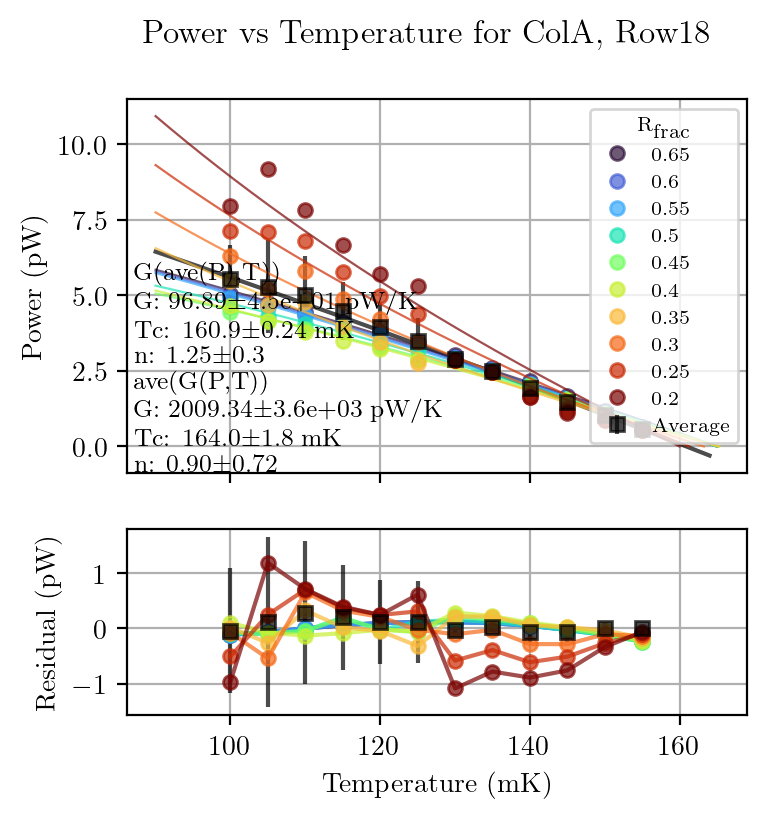 Power vs Temperature for ColA, Row18
Power (pW)
10.0
7.5
5.0
2.5
0.0
G(ave(P), T))
G: 96.89±4.5e+01 pW/K
Tc: 160.9±0.24 mK
n: 1.25±0.3
ave(G(P,T))
G: 2009.34±3.6e+03 pW/K
Tc: 164.0±1.8 mK
n: 0.90±0.72
R_frac
0.65
0.6
0.55
0.5
0.45
0.4
0.35
0.3
0.25
0.2
Average
Residual (pW)
1
0
−1
100
120
140
160
Temperature (mK)